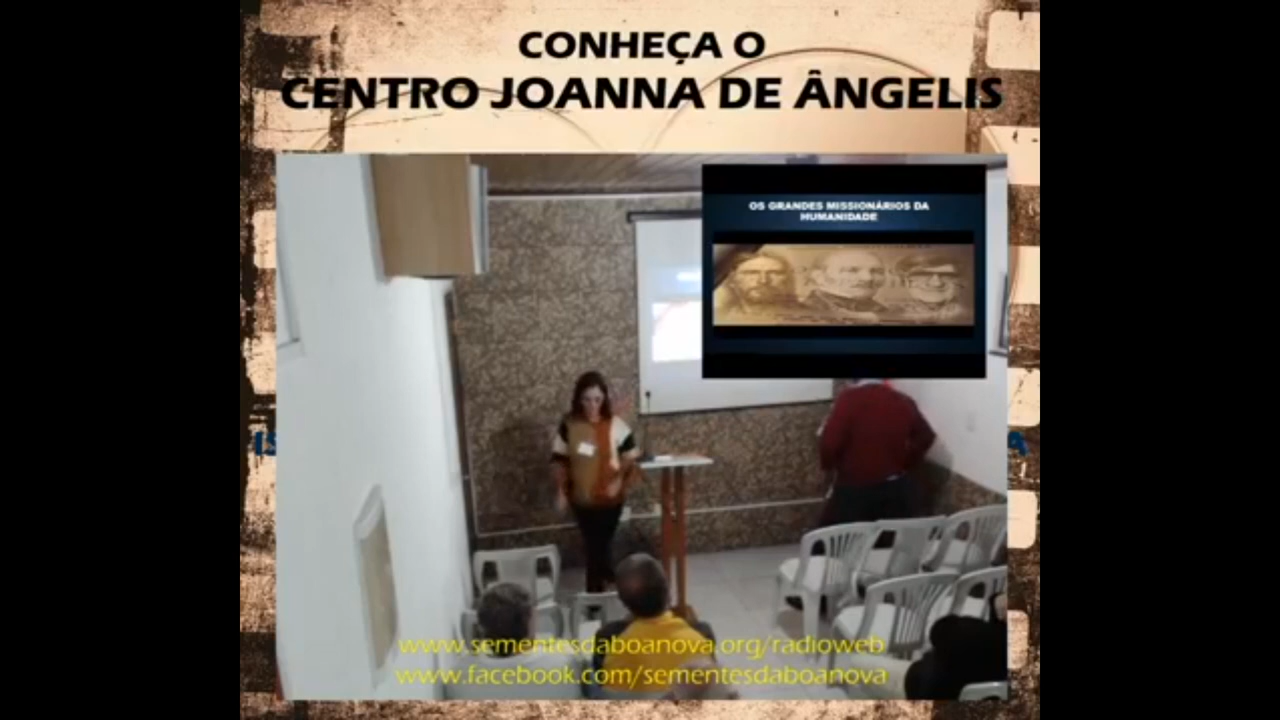 CONHEÇA O
CENTRO JOANNA DE ÂNGELIS
OS GRANDES MISSIONÁRIOS DA
HUMANIDADE
www.sementesdaboanova.org/radioweb
www.facebook.com/sementesdaboanova